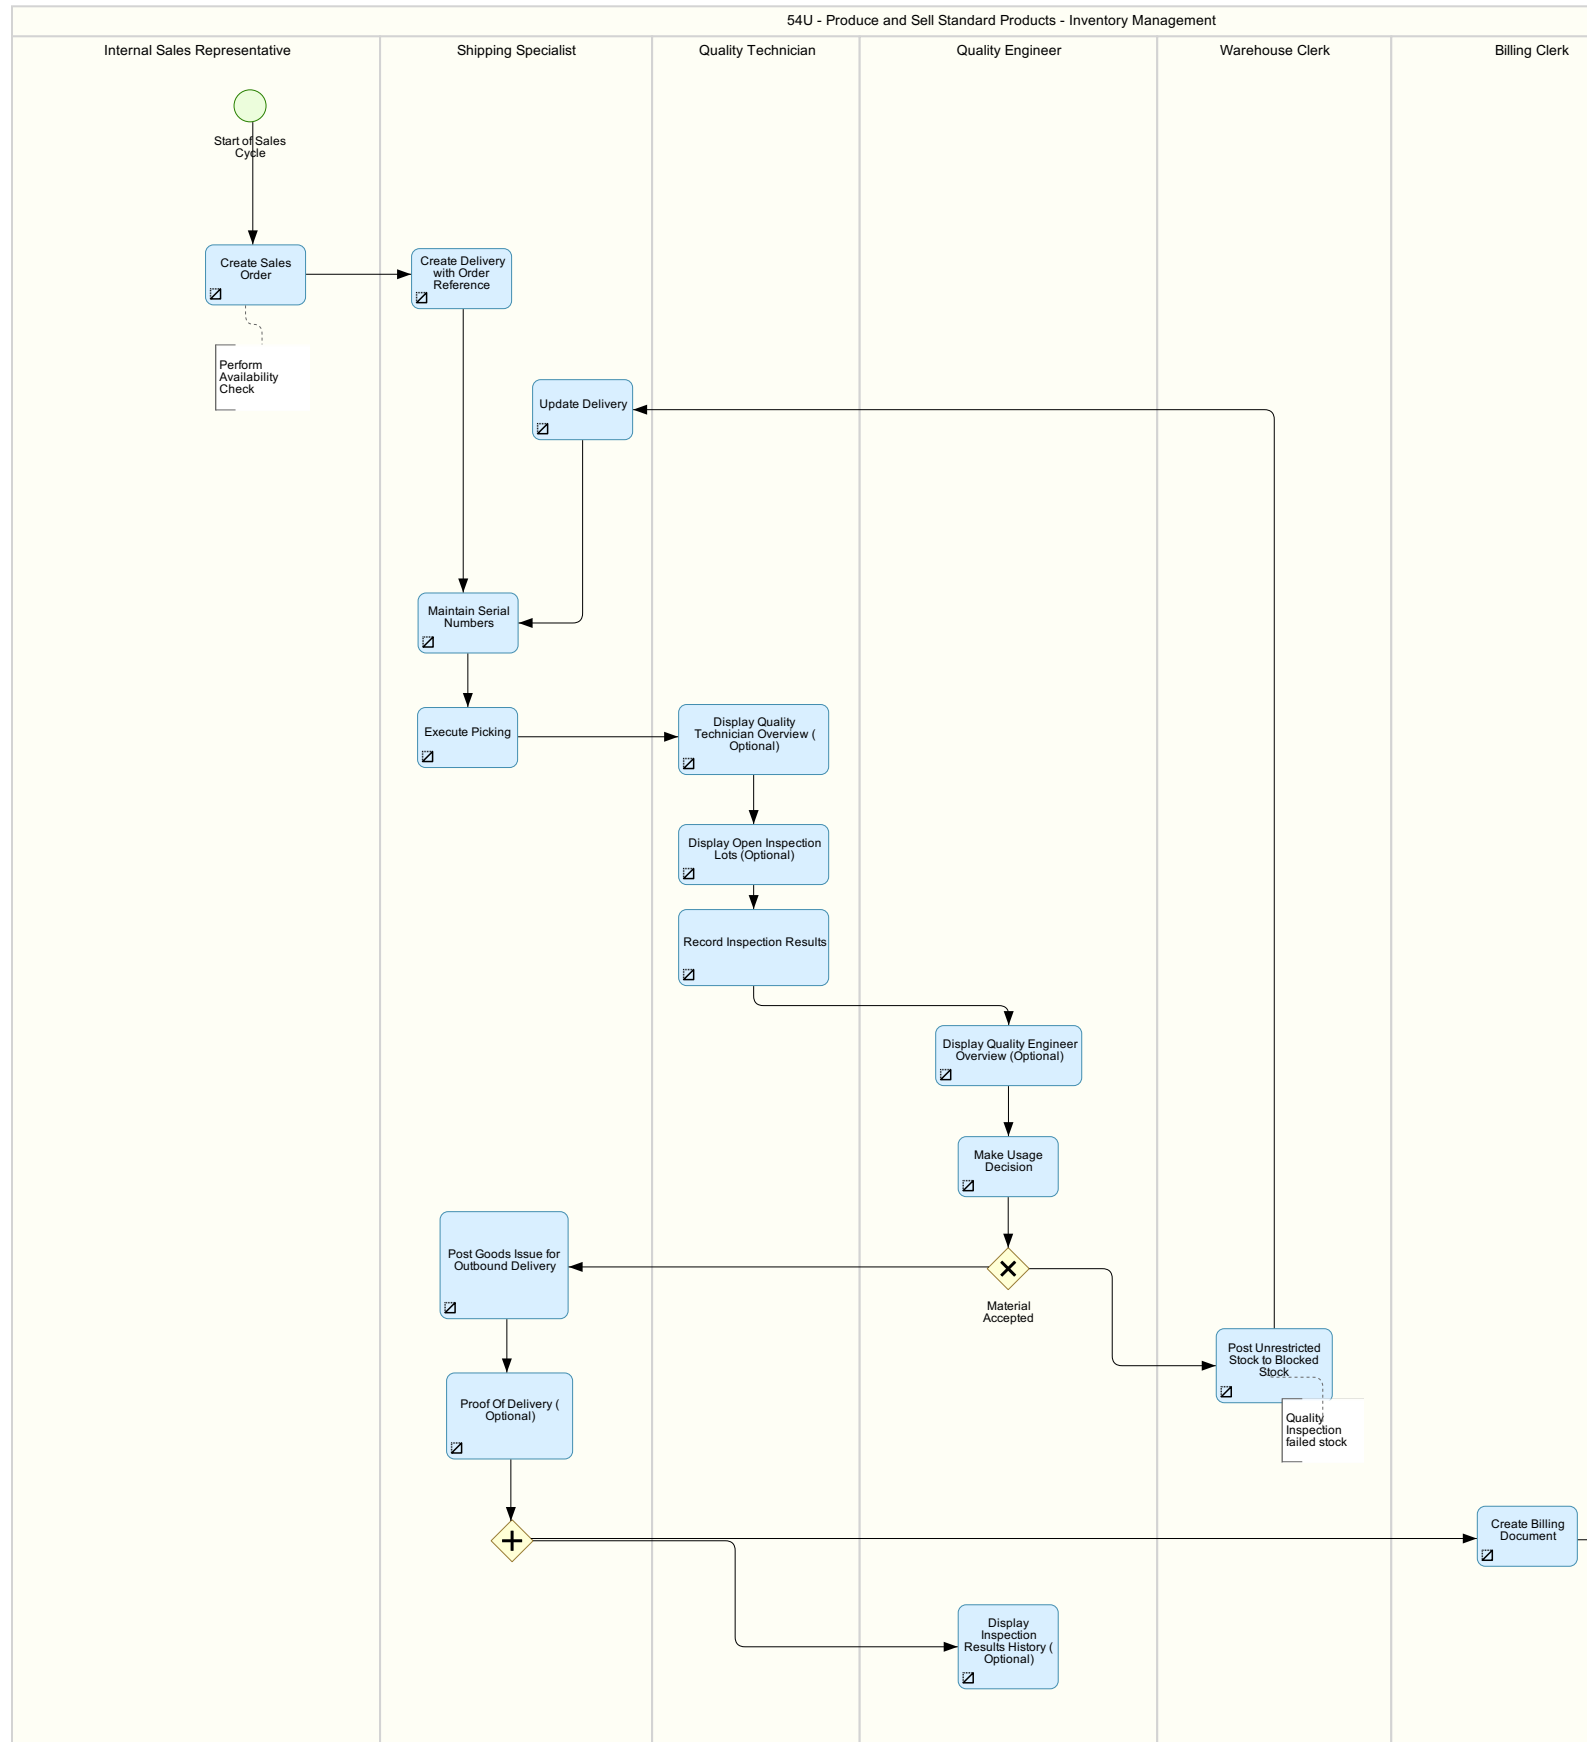 54U - Produce and Sell Standard Products - Inventory Management
Internal Sales Representative
Shipping Specialist
Quality Technician
Quality Engineer
Warehouse Clerk
Billing Clerk
Start of Sales
Cycle
Create Sales
Order
Create Delivery
with Order
Reference
Perform
Availability
Check
Update Delivery
Maintain Serial
Numbers
Execute Picking
Display Quality
Technician Overview (
Optional)
Display Open Inspection
Lots (Optional)
Record Inspection Results
Display Quality Engineer
Overview (Optional)
Make Usage
Decision
Post Goods Issue for
Outbound Delivery
Material
Accepted
Post Unrestricted
Stock to Blocked
Stock
Quality
Inspection
failed stock
Proof Of Delivery (
Optional)
Create Billing
Document
Display
Inspection
Results History (
Optional)